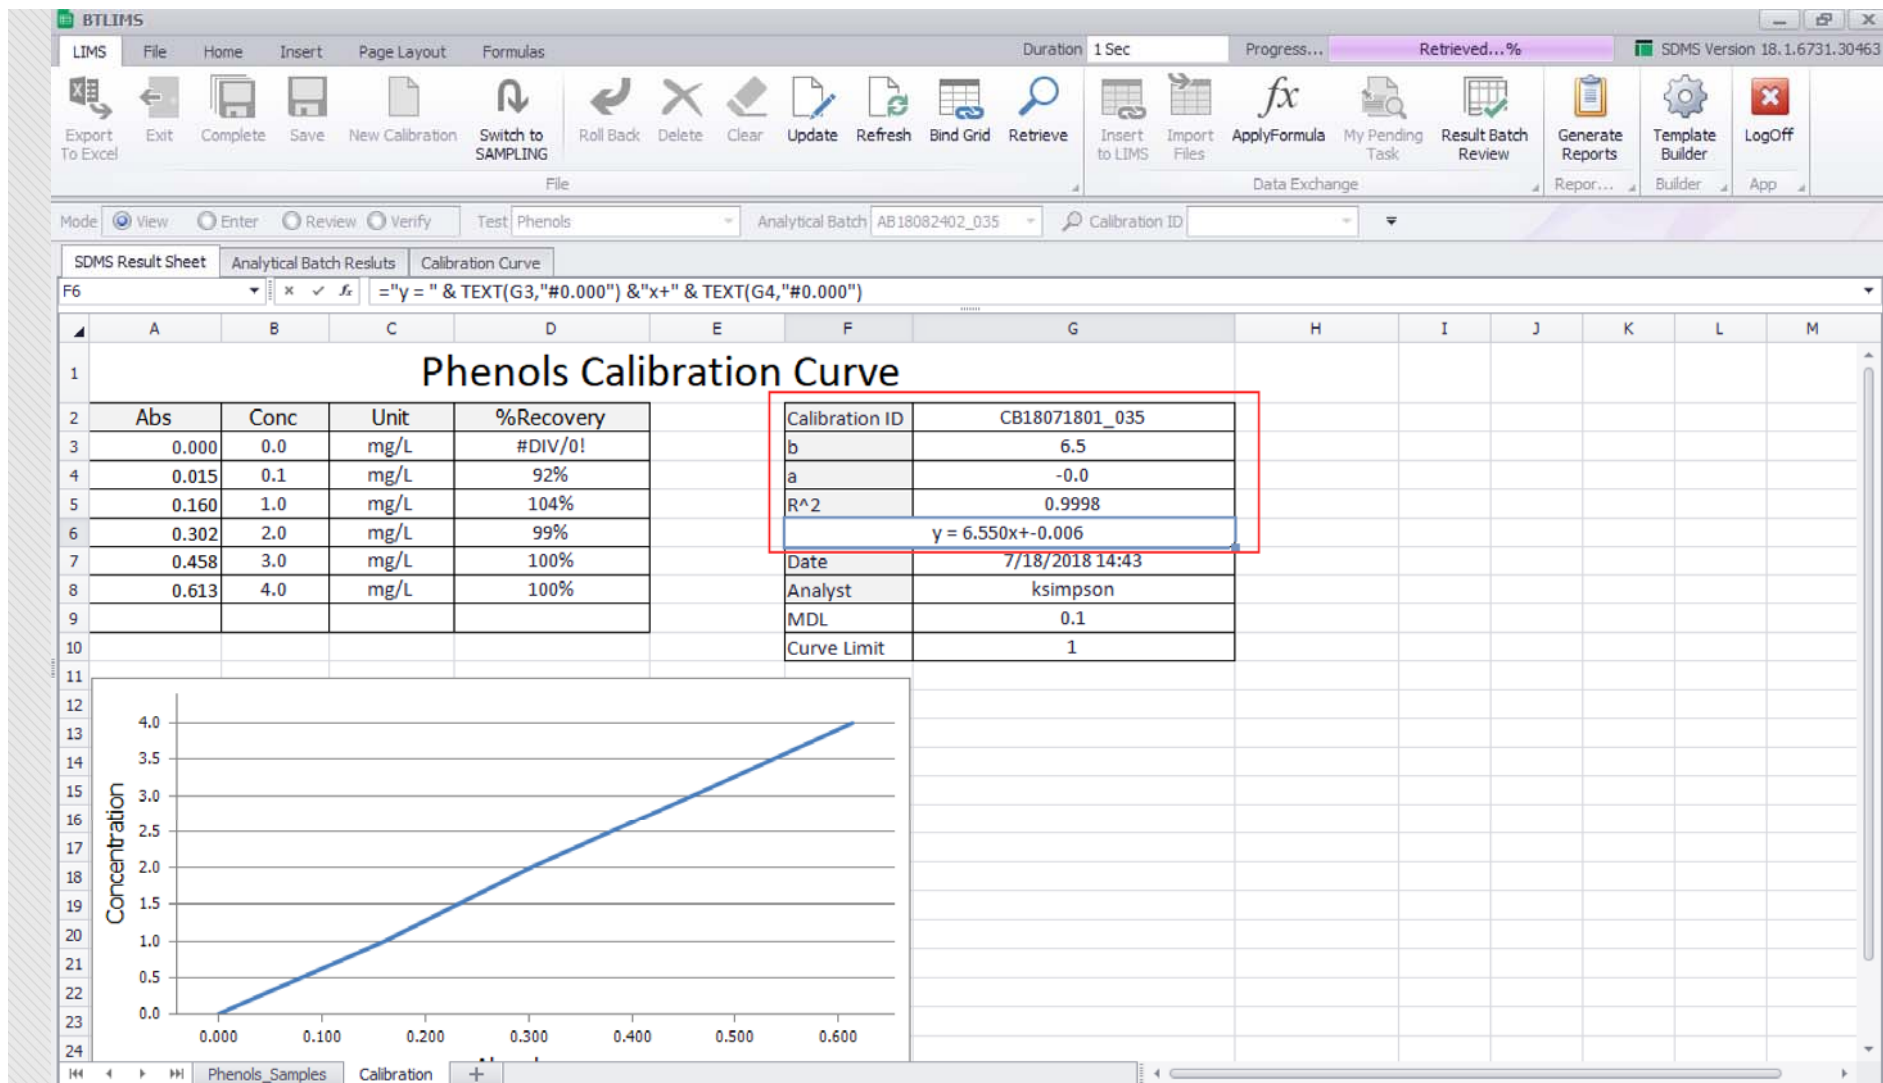 BTLIMS
LIMS File Home Insert Page Layout Formulas Duration 1 Sec Progress... Retrieved...% SDMS Version 18.1.6731.30463
Export To Excel
Exit
Complete
Save
New Calibration
Switch to SAMPLING
Roll Back
Delete
Clear
Update
Refresh
Bind Grid
Retrieve
Insert to LIMS
Import Files
ApplyFormula
My Pending Task
Result Batch Review
Generate Reports
Template Builder
LogOff
File Data Exchange Repor... Builder App
Mode View Enter Review Verify Test Phenols Analytical Batch AB18082402_035 Calibration ID
SDMS Result Sheet Analytical Batch Resluts Calibration Curve
F6 fx ="y = " & TEXT(G3,"#0.000") &"x+" & TEXT(G4,"#0.000")
A B C D E F G H I J K L M
1 Phenols Calibration Curve
2 Abs Conc Unit %Recovery Calibration ID CB18071801_035
3 0.000 0.0 mg/L #DIV/0! b 6.5
4 0.015 0.1 mg/L 92% a -0.0
5 0.160 1.0 mg/L 104% R^2 0.9998
6 0.302 2.0 mg/L 99% y = 6.550x+-0.006
7 0.458 3.0 mg/L 100% Date 7/18/2018 14:43
8 0.613 4.0 mg/L 100% Analyst ksimpson
9 MDL 0.1
10 Curve Limit 1
11
12
13
14
15
16
17
18
19
20
21
22
23
24
Concentration
4.0
3.5
3.0
2.5
2.0
1.5
1.0
0.5
0.0
0.000 0.100 0.200 0.300 0.400 0.500 0.600
Phenols_Samples Calibration +